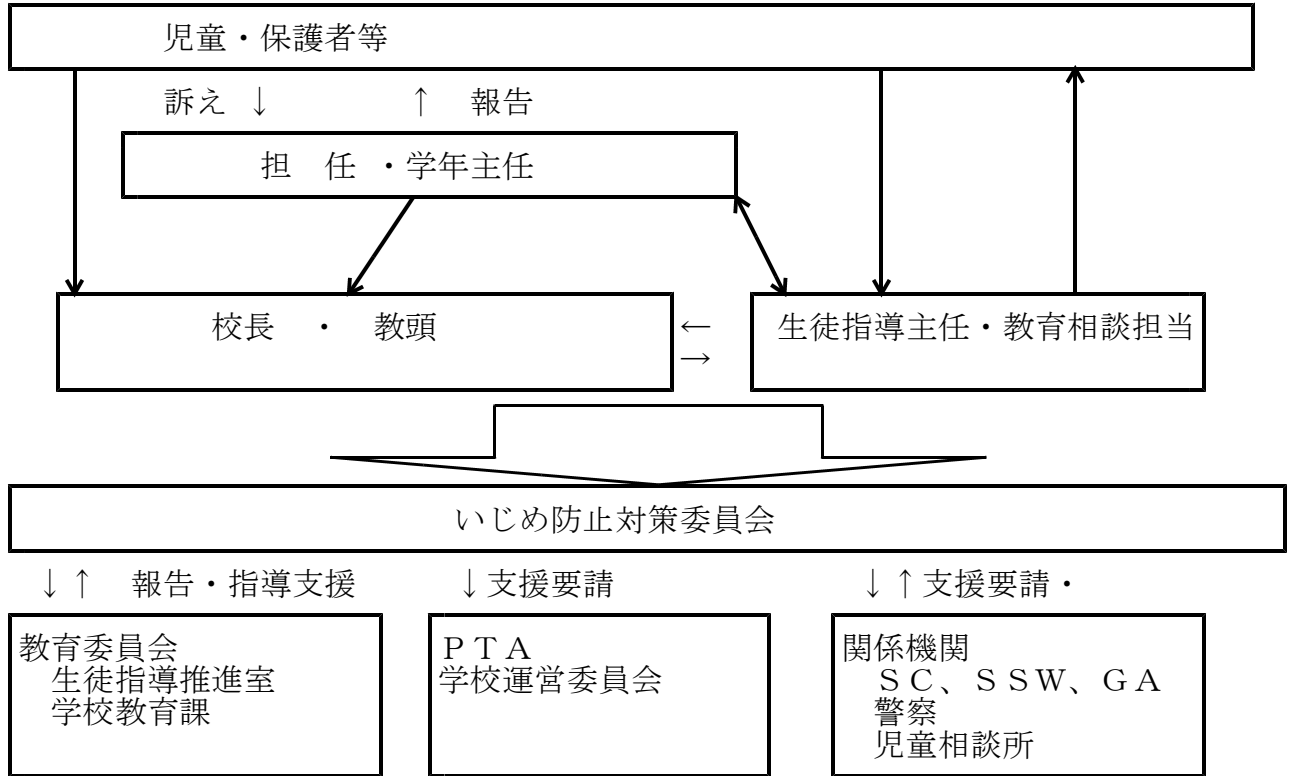 児童・保護者等
訴え ↓ ↑ 報告
担 任 ・学年主任
校長 ・ 教頭
←
→
生徒指導主任・教育相談担当
いじめ防止対策委員会
↓↑ 報告・指導支援
↓支援要請
↓↑支援要請・
教育委員会
生徒指導推進室
学校教育課
ＰＴＡ
学校運営委員会
関係機関
ＳＣ、ＳＳＷ、ＧＡ
警察
児童相談所